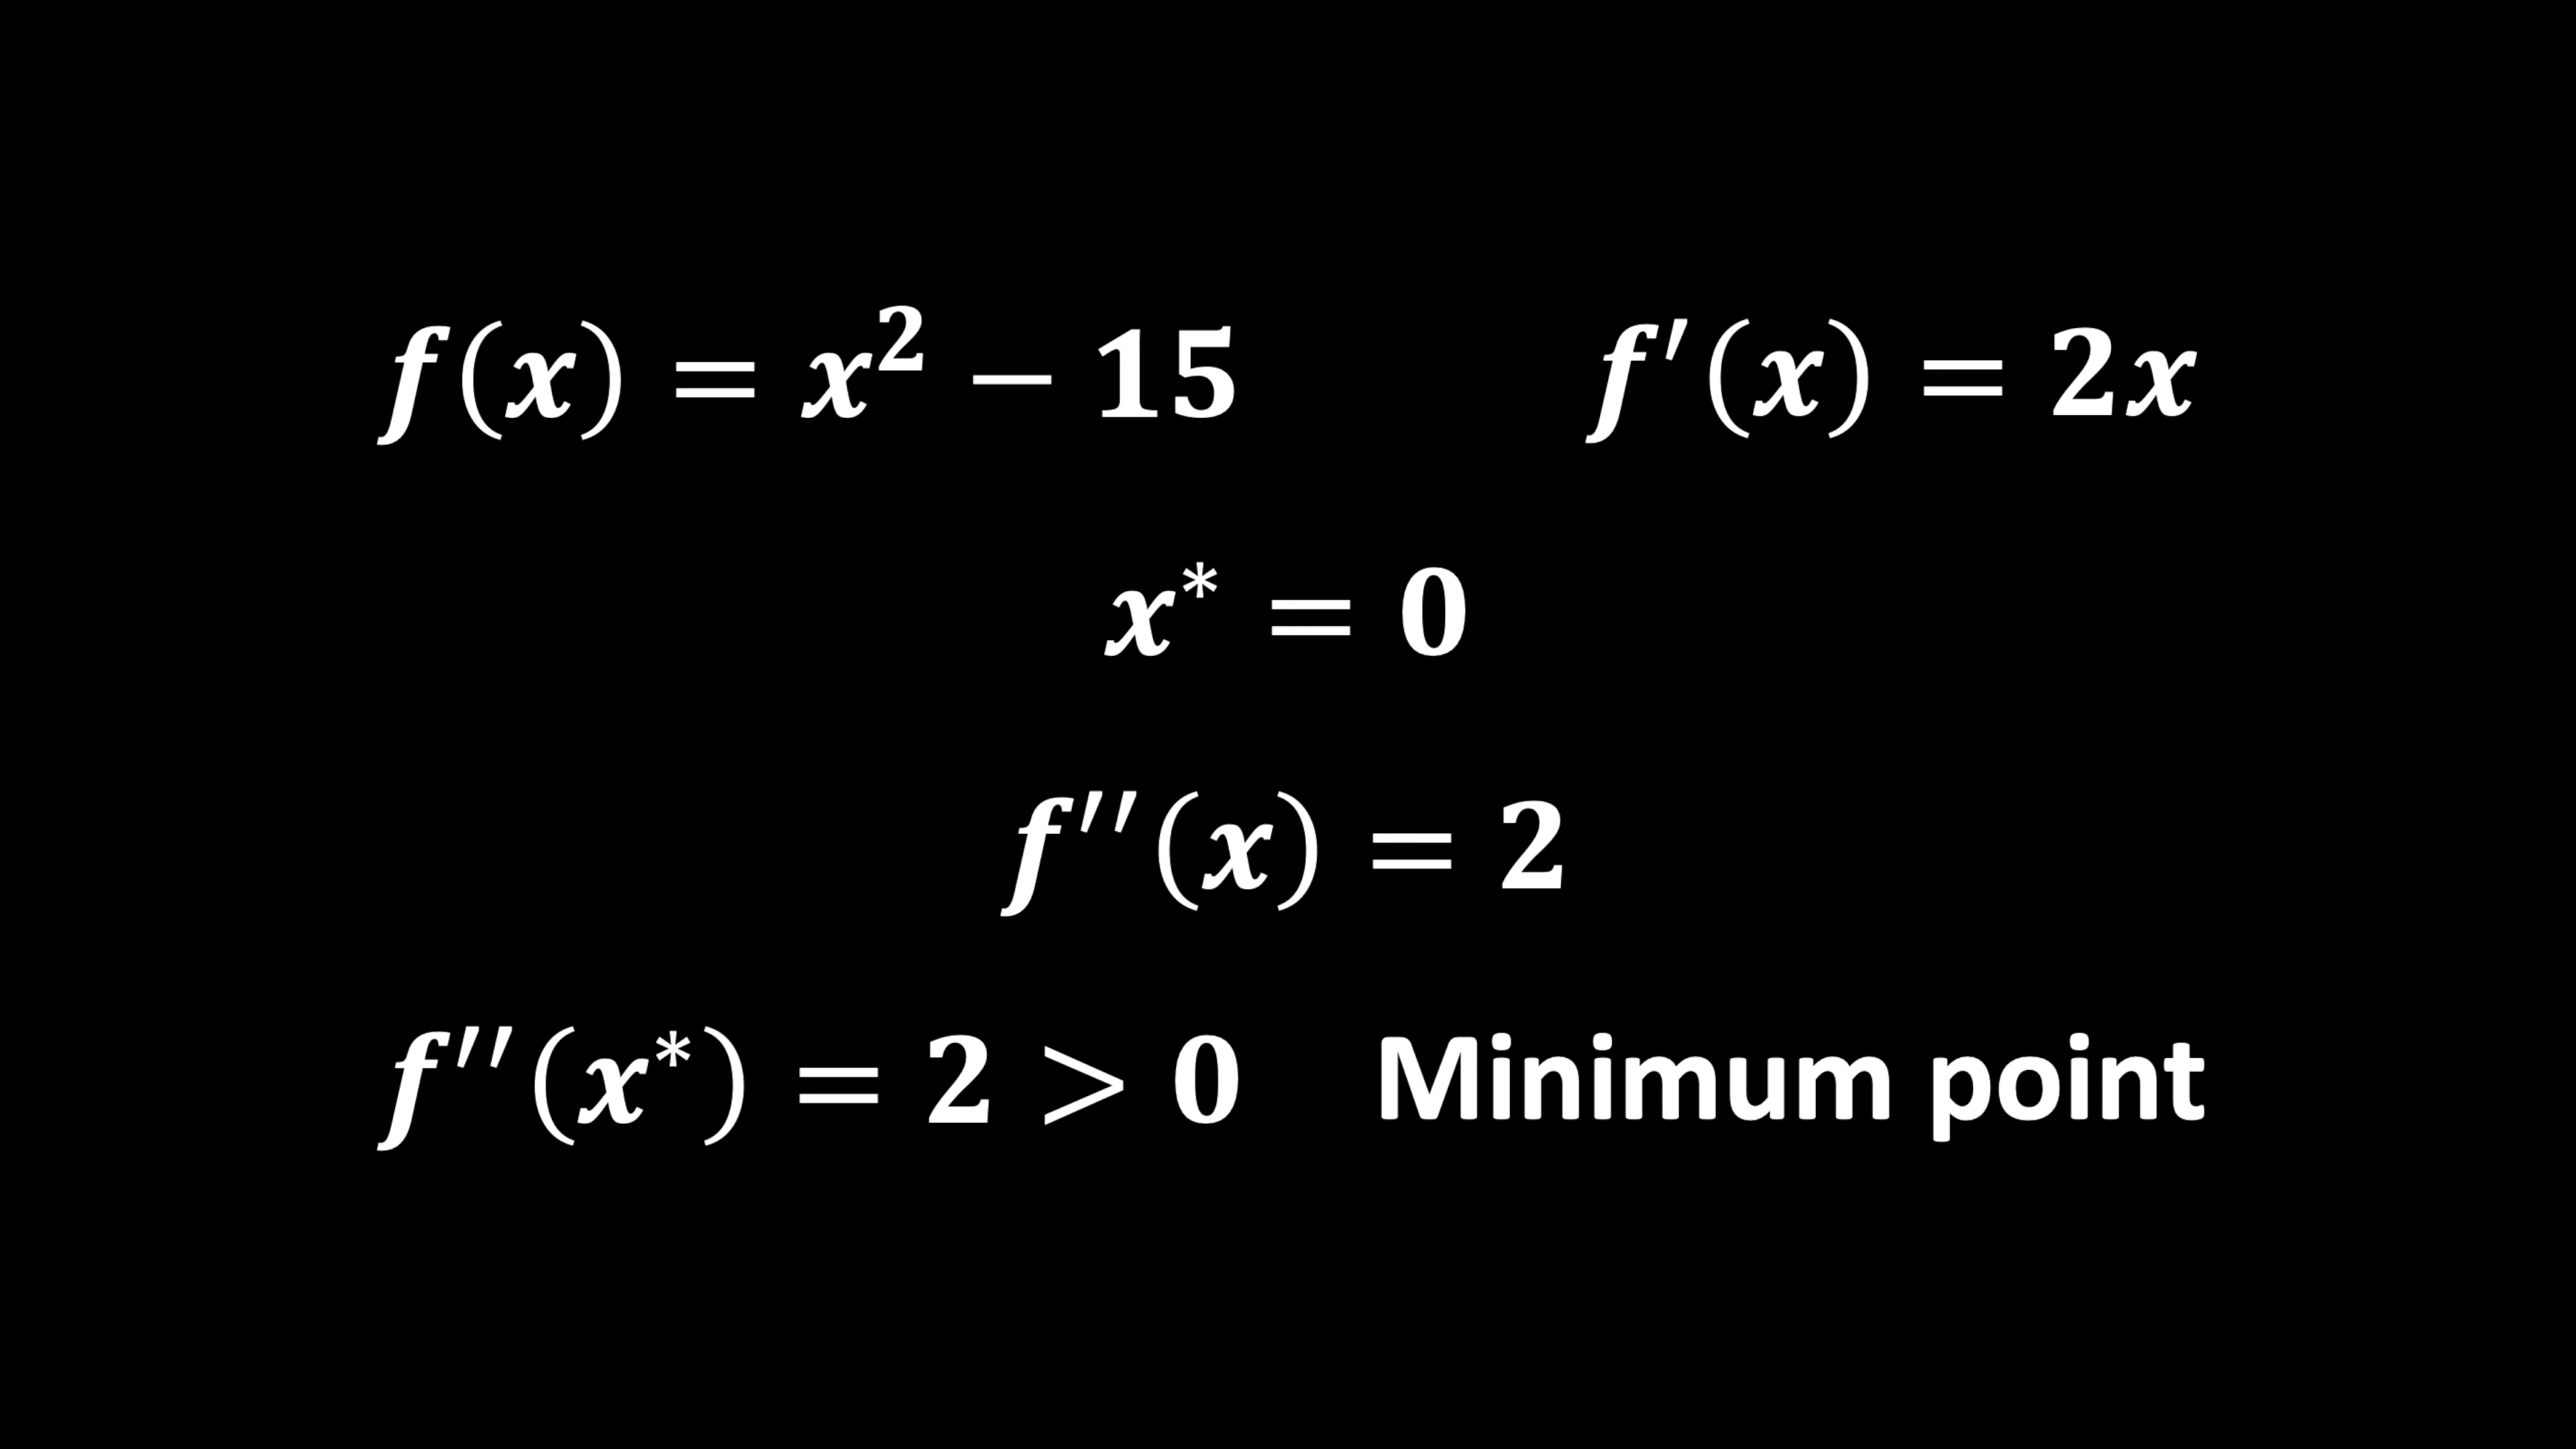 f(x) = x² − 15 f′(x) = 2x
x* = 0
f′′(x) = 2
f′′(x*) = 2 > 0 Minimum point